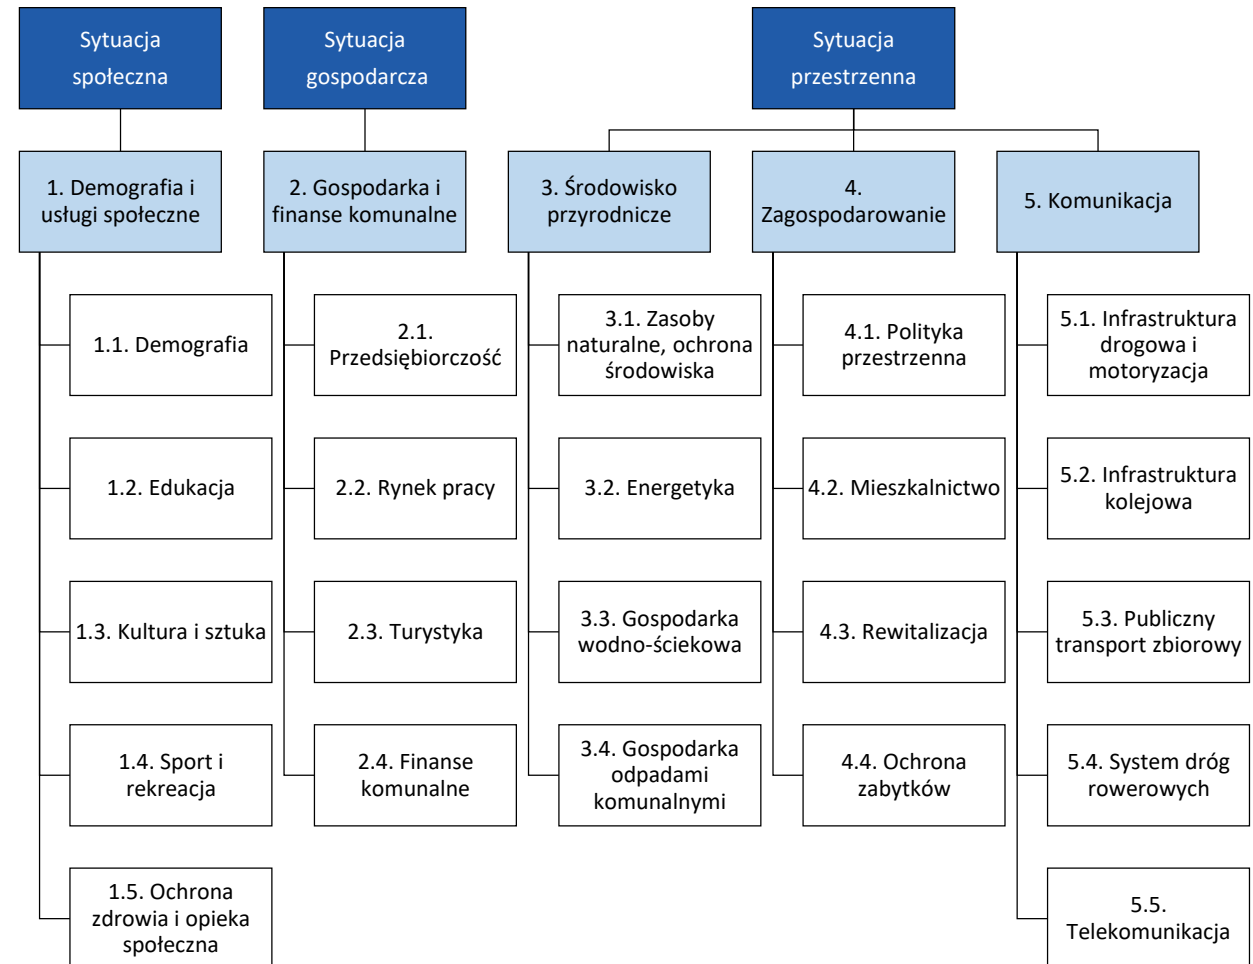 Sytuacja
społeczna
Sytuacja
gospodarcza
Sytuacja
przestrzenna
1. Demografia i
usługi społeczne
2. Gospodarka i
finanse komunalne
3. Środowisko
przyrodnicze
4.
Zagospodarowanie
5. Komunikacja
1.1. Demografia
2.1.
Przedsiębiorczość
3.1. Zasoby
naturalne, ochrona
środowiska
4.1. Polityka
przestrzenna
5.1. Infrastruktura
drogowa i
motoryzacja
1.2. Edukacja
2.2. Rynek pracy
3.2. Energetyka
4.2. Mieszkalnictwo
5.2. Infrastruktura
kolejowa
1.3. Kultura i sztuka
2.3. Turystyka
3.3. Gospodarka
wodno-ściekowa
4.3. Rewitalizacja
5.3. Publiczny
transport zbiorowy
1.4. Sport i
rekreacja
2.4. Finanse
komunalne
3.4. Gospodarka
odpadami
komunalnymi
4.4. Ochrona
zabytków
5.4. System dróg
rowerowych
1.5. Ochrona
zdrowia i opieka
społeczna
5.5.
Telekomunikacja